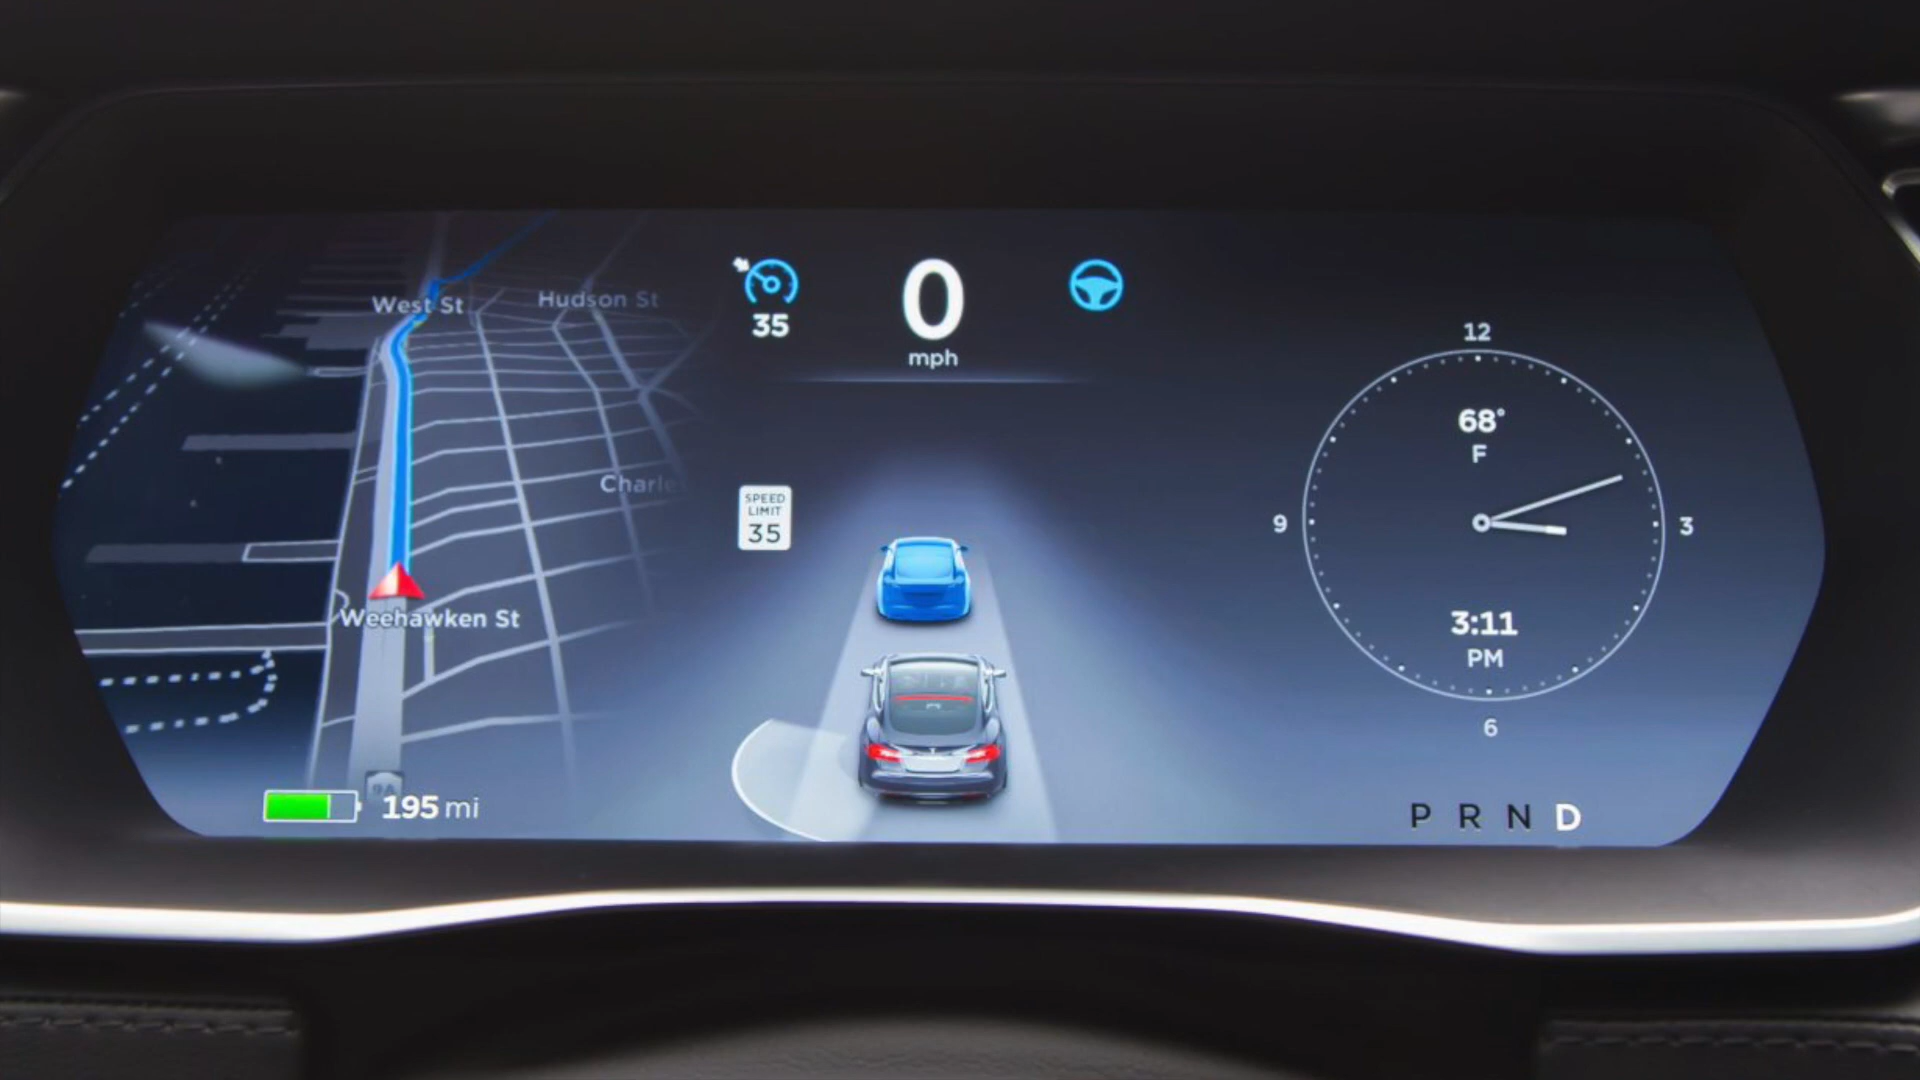 West St
Hudson St
Weehawken St
9A
195 mi
35
0
mph
SPEED
LIMIT
35
12
68°
F
9
3
3:11
PM
6
P R N D